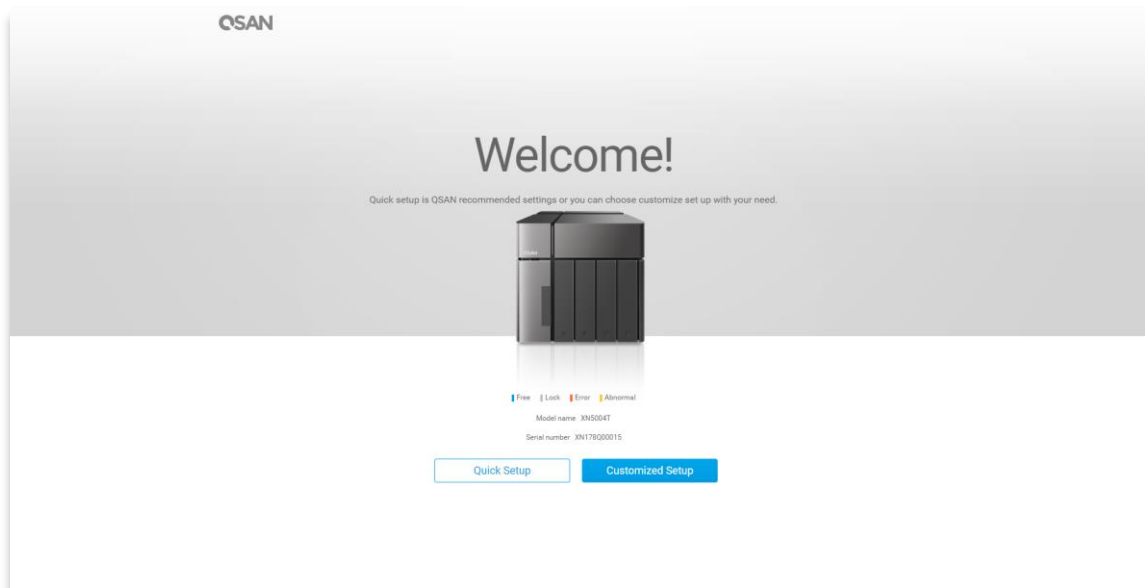 QSAN
Welcome!
Quick setup is QSAN recommended settings or you can choose customize set up with your need.
Free Lock Error Abnormal
Model name XN5004T
Serial number XN178Q00015
Quick Setup Customized Setup